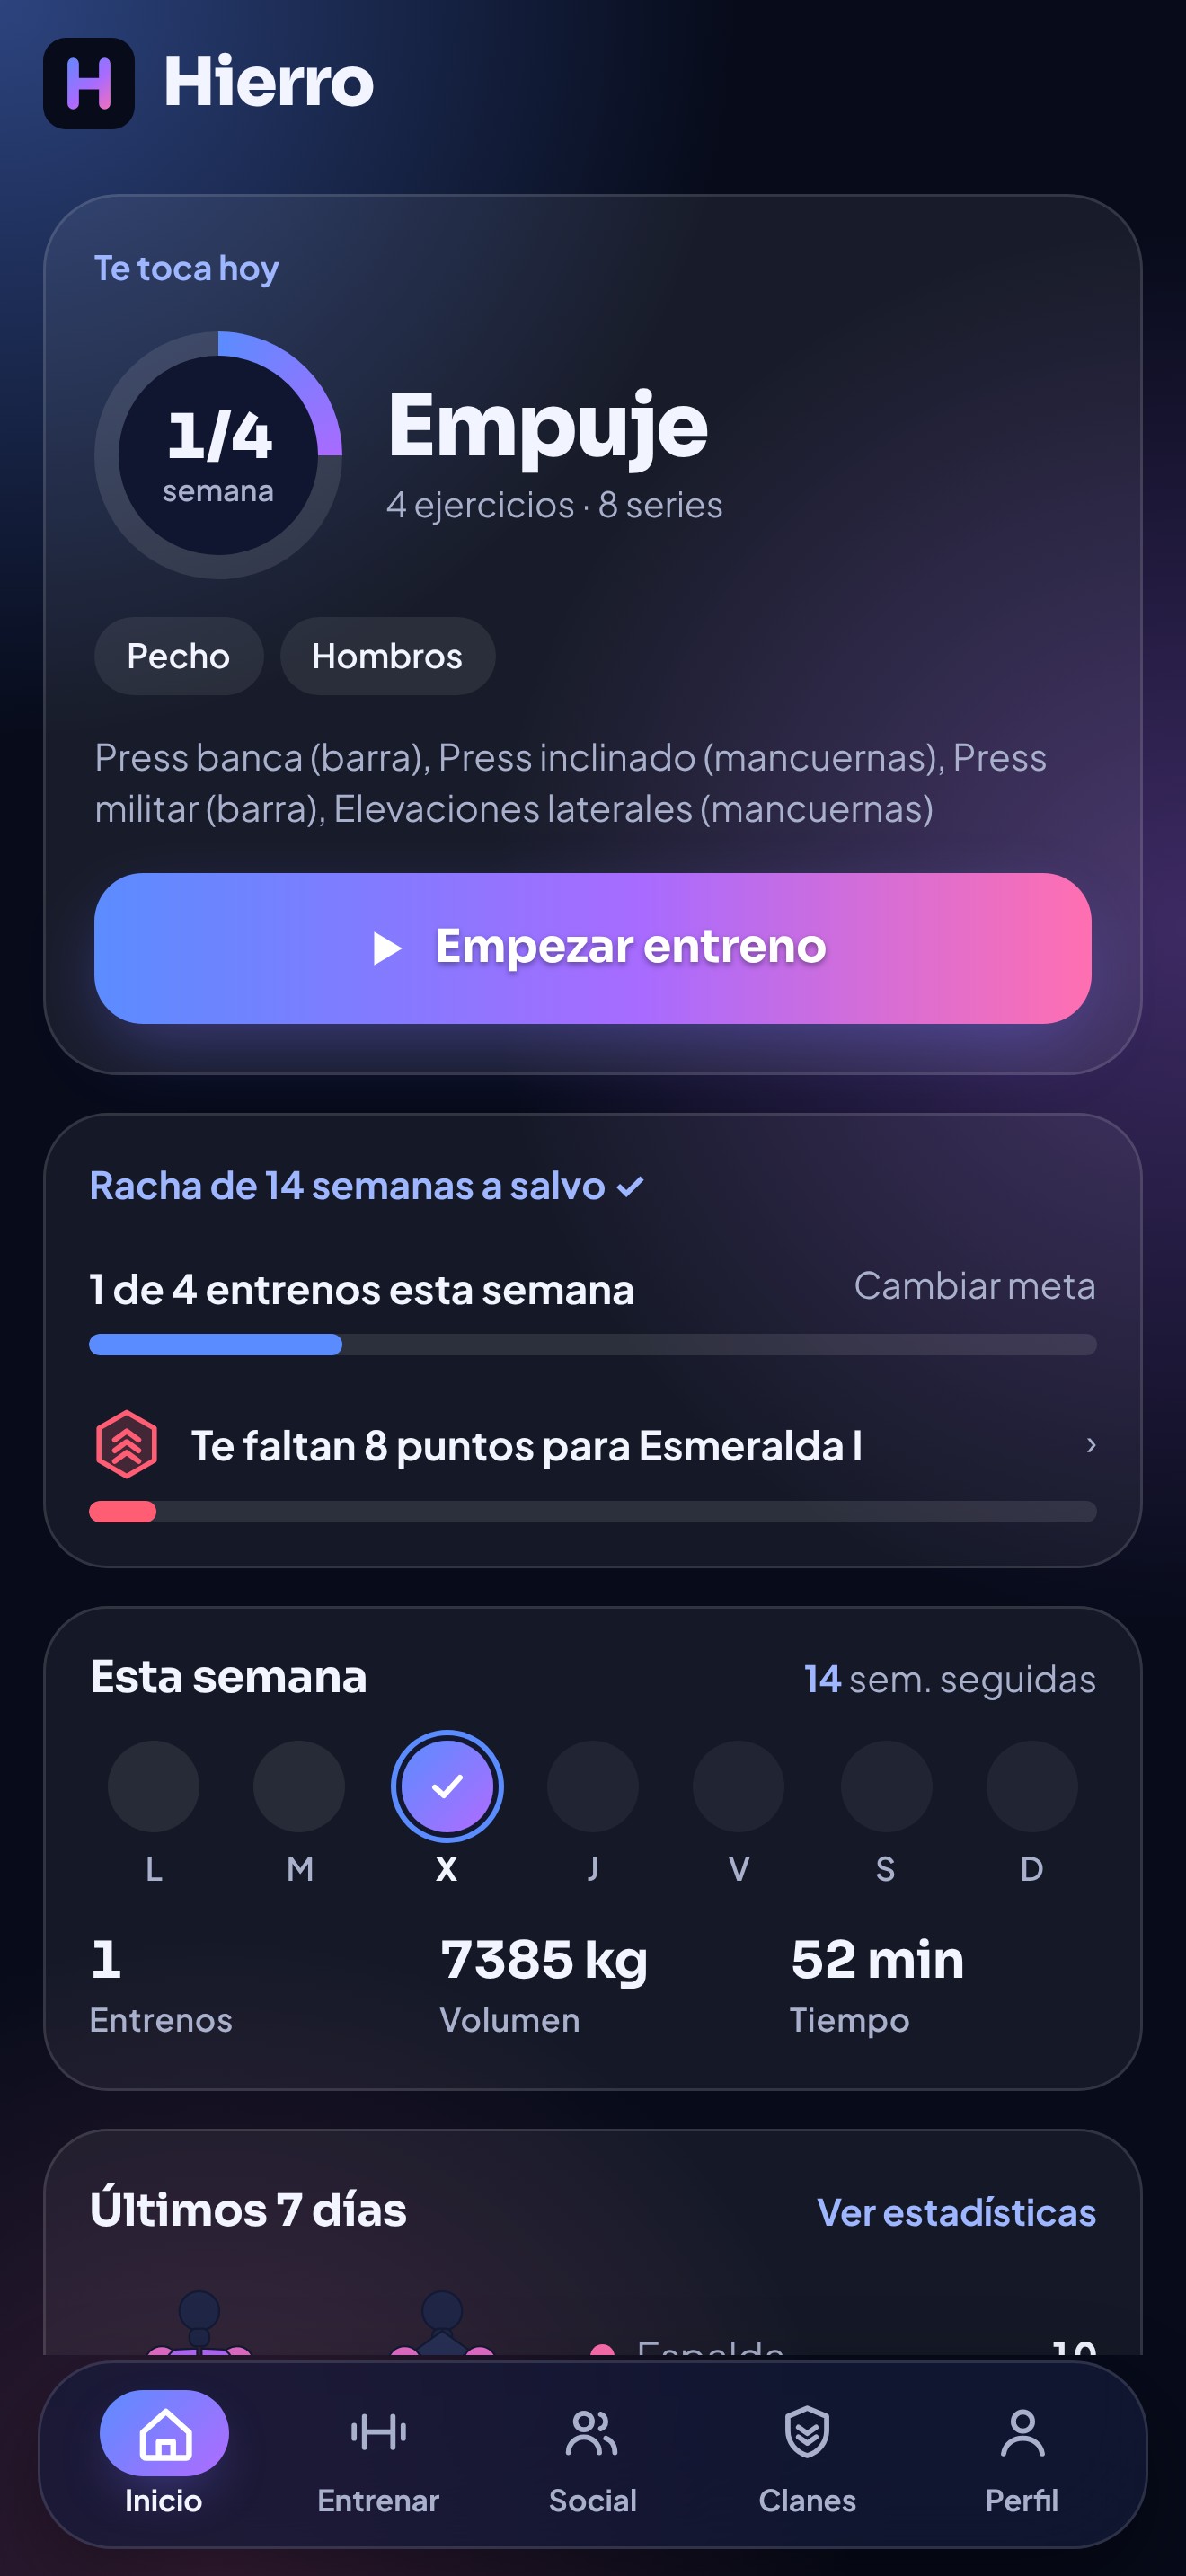 Hierro
Te toca hoy
1/4
semana
Empuje
4 ejercicios · 8 series
Pecho
Hombros
Press banca (barra), Press inclinado (mancuernas), Press
militar (barra), Elevaciones laterales (mancuernas)
Empezar entreno
Racha de 14 semanas a salvo ✓
1 de 4 entrenos esta semana
Cambiar meta
Te faltan 8 puntos para Esmeralda I
Esta semana
14 sem. seguidas
L M X J V S D
1
Entrenos
7385 kg
Volumen
52 min
Tiempo
Últimos 7 días
Ver estadísticas
Espalda
Inicio
Entrenar
Social
Clanes
Perfil